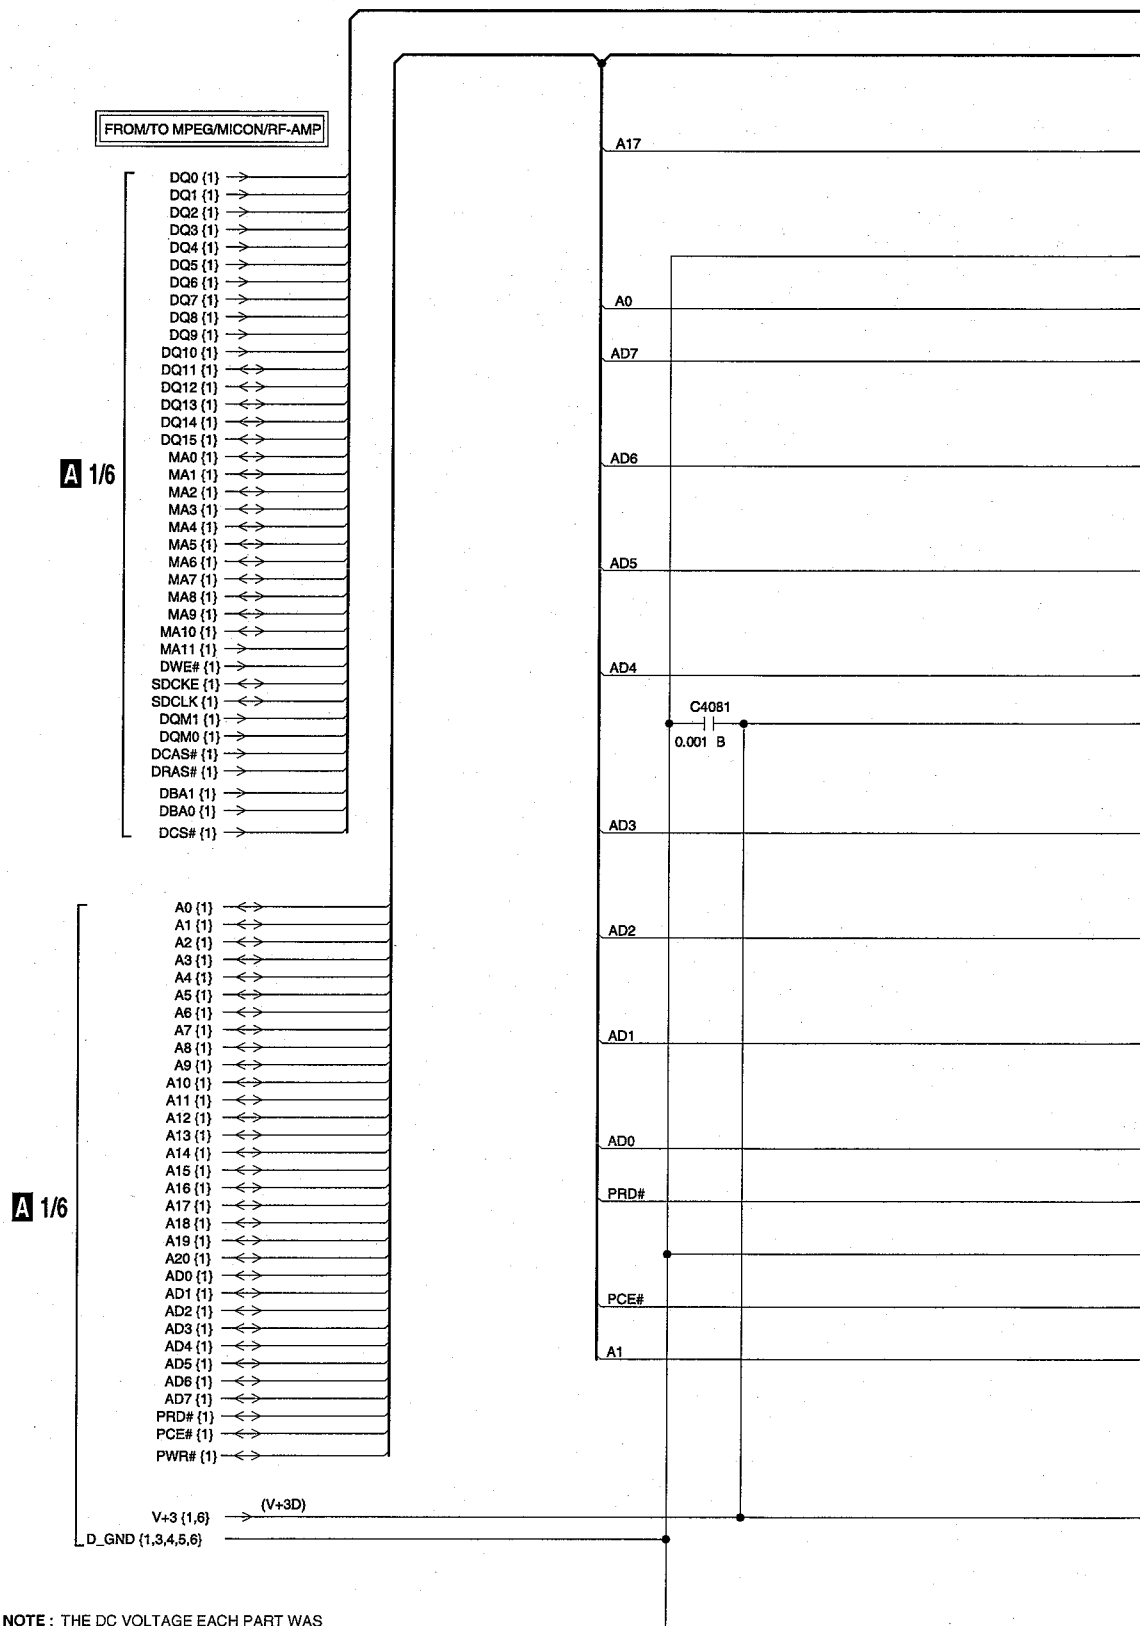 FROM/TO MPEG/MICON/RF-AMP
A 1/6
DQ0 {1}
DQ1 {1}
DQ2 {1}
DQ3 {1}
DQ4 {1}
DQ5 {1}
DQ6 {1}
DQ7 {1}
DQ8 {1}
DQ9 {1}
DQ10 {1}
DQ11 {1}
DQ12 {1}
DQ13 {1}
DQ14 {1}
DQ15 {1}
MA0 {1}
MA1 {1}
MA2 {1}
MA3 {1}
MA4 {1}
MA5 {1}
MA6 {1}
MA7 {1}
MA8 {1}
MA9 {1}
MA10 {1}
MA11 {1}
DWE# {1}
SDCKE {1}
SDCLK {1}
DQM1 {1}
DQM0 {1}
DCAS# {1}
DRAS# {1}
DBA1 {1}
DBA0 {1}
DCS# {1}
A 1/6
A0 {1}
A1 {1}
A2 {1}
A3 {1}
A4 {1}
A5 {1}
A6 {1}
A7 {1}
A8 {1}
A9 {1}
A10 {1}
A11 {1}
A12 {1}
A13 {1}
A14 {1}
A15 {1}
A16 {1}
A17 {1}
A18 {1}
A19 {1}
A20 {1}
AD0 {1}
AD1 {1}
AD2 {1}
AD3 {1}
AD4 {1}
AD5 {1}
AD6 {1}
AD7 {1}
PRD# {1}
PCE# {1}
PWR# {1}
V+3 {1,6}
(V+3D)
D_GND {1,3,4,5,6}
A17
A0
AD7
AD6
AD5
AD4
C4081
0.001 B
AD3
AD2
AD1
AD0
PRD#
PCE#
A1
NOTE : THE DC VOLTAGE EACH PART WAS